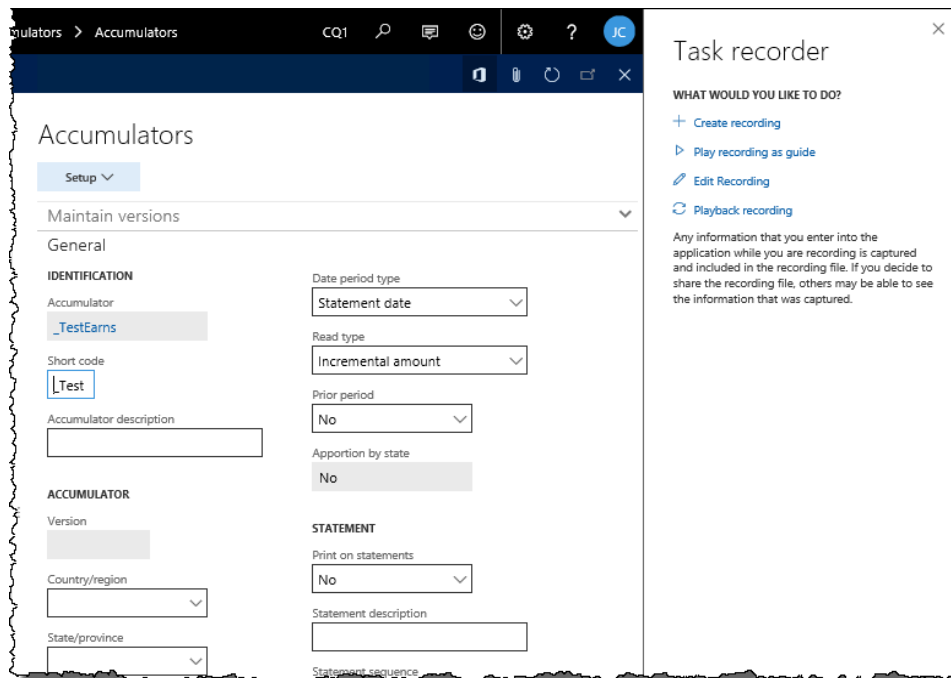 Accumulators
CQ1
?
JC
Accumulators
Setup
Maintain versions
General
IDENTIFICATION
Accumulator
_TestEarns
Short code
_Test
Accumulator description
ACCUMULATOR
Version
Country/region
State/province
Date period type
Statement date
Read type
Incremental amount
Prior period
No
Apportion by state
No
STATEMENT
Print on statements
No
Statement description
Statement sequence
Task recorder
WHAT WOULD YOU LIKE TO DO?
Create recording
Play recording as guide
Edit Recording
Playback recording
Any information that you enter into the
application while you are recording is captured
and included in the recording file. If you decide to
share the recording file, others may be able to see
the information that was captured.